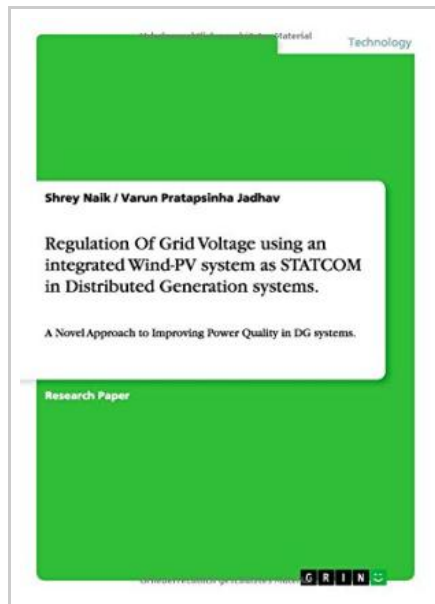 Technology
Shrey Naik / Varun Pratapsinha Jadhav
Regulation Of Grid Voltage using an
integrated Wind-PV system as STATCOM
in Distributed Generation systems.
A Novel Approach to Improving Power Quality in DG systems.
Research Paper
GRIN